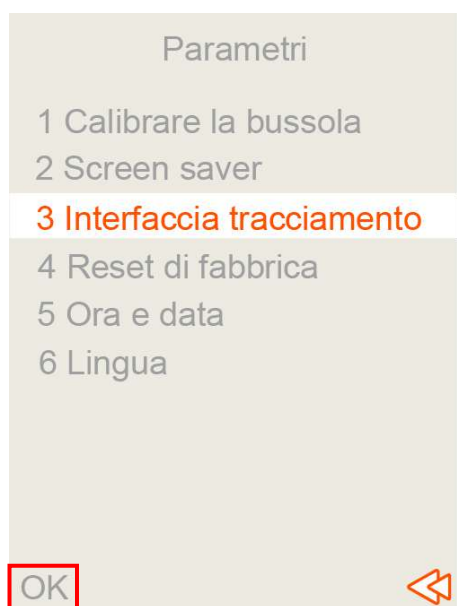 Parametri
1 Calibrare la bussola
2 Screen saver
3 Interfaccia tracciamento
4 Reset di fabbrica
5 Ora e data
6 Lingua
OK